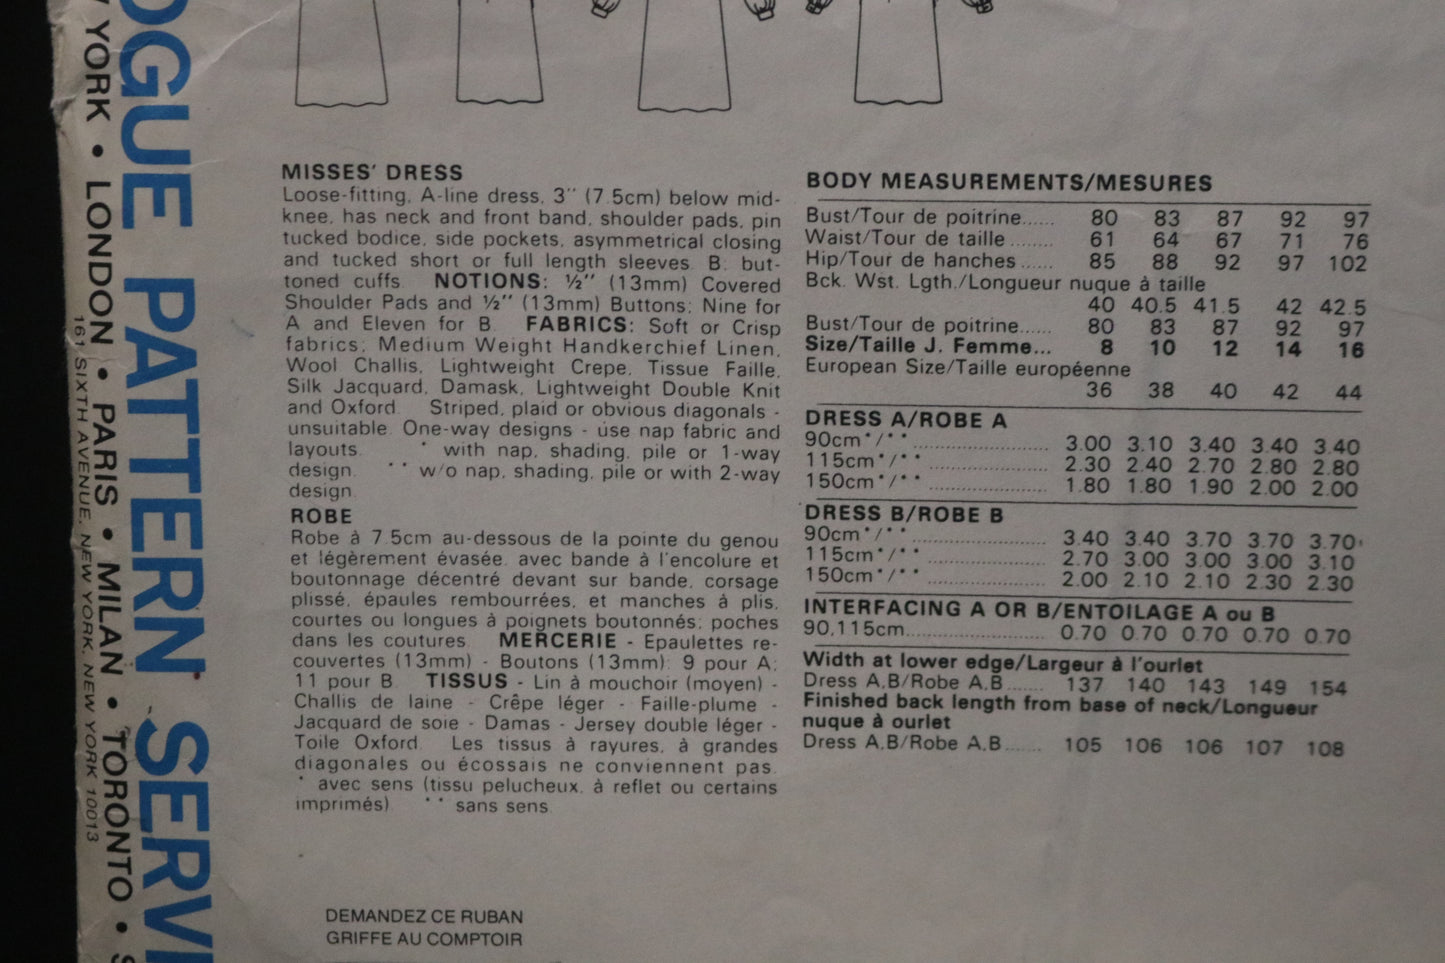 OGUE PATTERN SERV
YORK • LONDON • PARIS • MILAN • TORONTO •
161 SIXTH AVENUE, NEW YORK, NEW YORK 10013
MISSES' DRESS
Loose-fitting, A-line dress, 3" (7.5cm) below mid-
knee, has neck and front band, shoulder pads, pin
tucked bodice, side pockets, asymmetrical closing
and tucked short or full length sleeves. B: but-
toned cuffs. NOTIONS: ½" (13mm) Covered
Shoulder Pads and ½" (13mm) Buttons: Nine for
A and Eleven for B. FABRICS: Soft or Crisp
fabrics; Medium Weight Handkerchief Linen,
Wool Challis, Lightweight Crepe, Tissue Faille,
Silk Jacquard, Damask, Lightweight Double Knit
and Oxford. Striped, plaid or obvious diagonals -
unsuitable. One-way designs - use nap fabric and
layouts. * with nap, shading, pile or 1-way
design. ** w/o nap, shading, pile or with 2-way
design.
ROBE
Robe à 7.5cm au-dessous de la pointe du genou
et légèrement évasée, avec bande à l'encolure et
boutonnage décentré devant sur bande, corsage
plissé, épaules rembourrées, et manches à plis,
courtes ou longues à poignets boutonnés; poches
dans les coutures. MERCERIE - Epaulettes re-
couvertes (13mm) - Boutons (13mm): 9 pour A;
11 pour B. TISSUS - Lin à mouchoir (moyen) -
Challis de laine - Crêpe léger - Faille-plume -
Jacquard de soie - Damas - Jersey double léger -
Toile Oxford. Les tissus à rayures, à grandes
diagonales ou écossais ne conviennent pas.
* avec sens (tissu pelucheux, à reflet ou certains
imprimés). ** sans sens.
DEMANDEZ CE RUBAN
GRIFFE AU COMPTOIR
BODY MEASUREMENTS/MESURES
Bust/Tour de poitrine...... 80 83 87 92 97
Waist/Tour de taille ........ 61 64 67 71 76
Hip/Tour de hanches ...... 85 88 92 97 102
Bck. Wst. Lgth./Longueur nuque à taille
40 40.5 41.5 42 42.5
Bust/Tour de poitrine...... 80 83 87 92 97
Size/Taille J. Femme... 8 10 12 14 16
European Size/Taille européenne
36 38 40 42 44
DRESS A/ROBE A
90cm*/** ........................ 3.00 3.10 3.40 3.40 3.40
115cm*/** ..................... 2.30 2.40 2.70 2.80 2.80
150cm*/** ..................... 1.80 1.80 1.90 2.00 2.00
DRESS B/ROBE B
90cm*/** ........................ 3.40 3.40 3.70 3.70 3.70
115cm*/** ..................... 2.70 3.00 3.00 3.00 3.10
150cm*/** ..................... 2.00 2.10 2.10 2.30 2.30
INTERFACING A OR B/ENTOILAGE A ou B
90,115cm........................ 0.70 0.70 0.70 0.70 0.70
Width at lower edge/Largeur à l'ourlet
Dress A,B/Robe A,B....... 137 140 143 149 154
Finished back length from base of neck/Longueur
nuque à ourlet
Dress A,B/Robe A,B....... 105 106 106 107 108